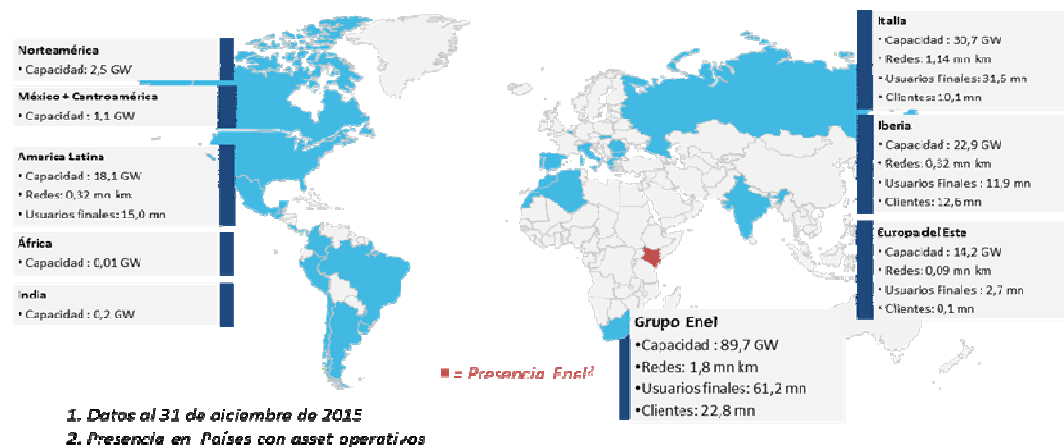 Norteamérica
• Capacidad: 2,5 GW
México + Centroamérica
• Capacidad : 1,1 GW
America Latina
• Capacidad : 18,1 GW
• Redes: 0,32 mn km
• Usuarios finales: 15,0 mn
África
• Capacidad : 0,01 GW
India
• Capacidad : 0,2 GW
Italia
• Capacidad : 30,7 GW
• Redes: 1,14 mn km
• Usuarios finales: 31,6 mn
• Clientes: 10,1 mn
Iberia
• Capacidad : 22,9 GW
• Redes: 0,32 mn km
• Usuarios Finales : 11,9 mn
• Clientes: 12,6 mn
Europa del Este
• Capacidad : 14,2 GW
• Redes: 0,09 mn km
• Usuarios Finales : 2,7 mn
• Clientes: 0,1 mn
Grupo Enel
•Capacidad : 89,7 GW
•Redes: 1,8 mn km
•Usuarios finales: 61,2 mn
•Clientes: 22,8 mn
= Presencia Enel²
1. Datos al 31 de diciembre de 2015
2. Presencia en Países con asset operativos